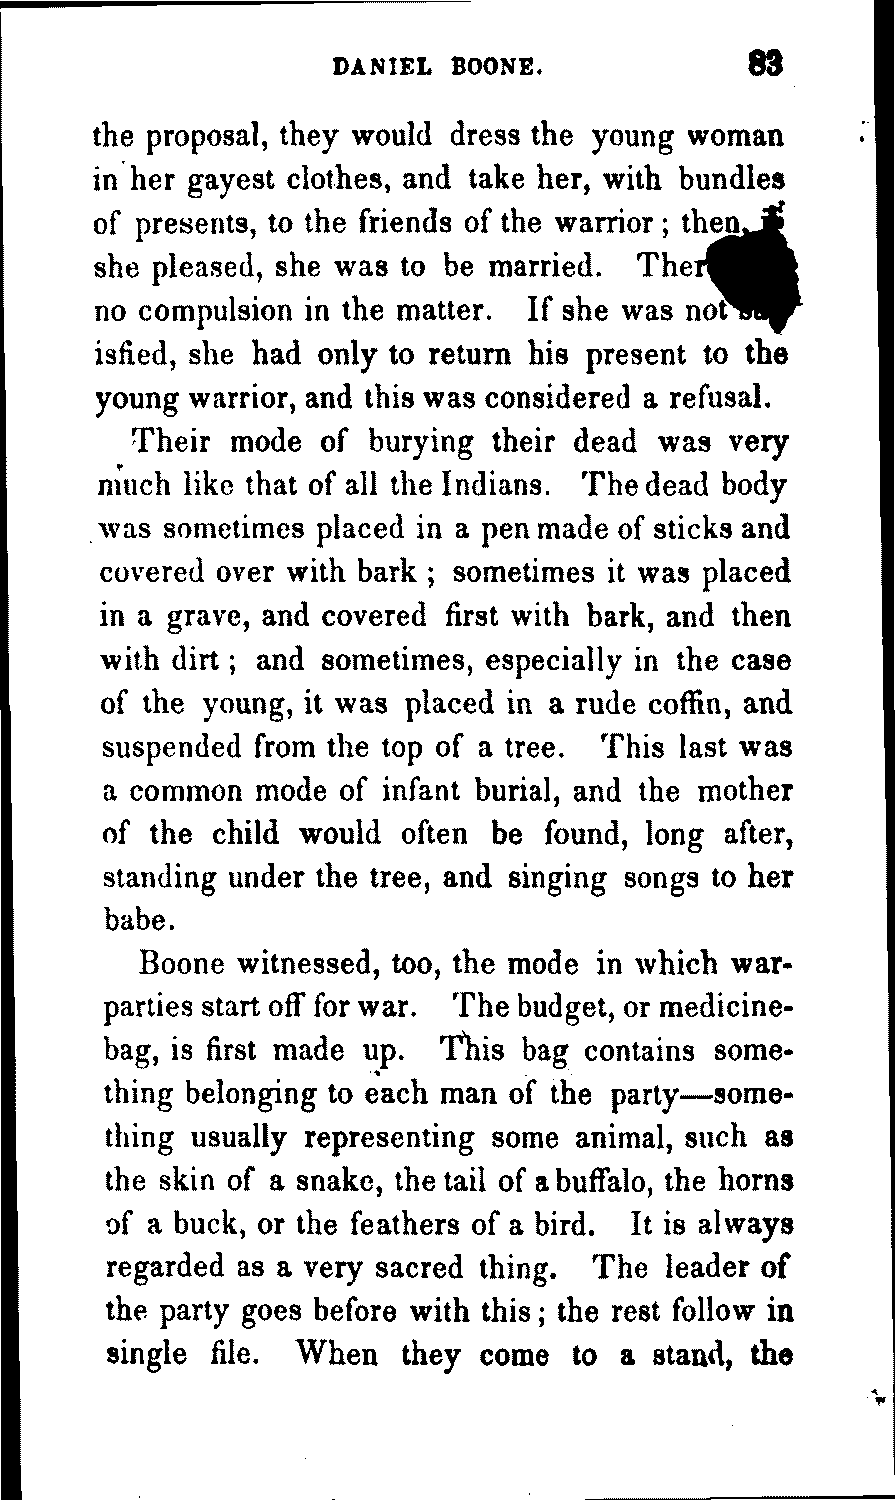 DANIEL BOONE. 83
the proposal, they would dress the young woman
in her gayest clothes, and take her, with bundles
of presents, to the friends of the warrior ; then,
she pleased, she was to be married. Ther
no compulsion in the matter. If she was not
isfied, she had only to return his present to the
young warrior, and this was considered a refusal.
Their mode of burying their dead was very
much like that of all the Indians. The dead body
was sometimes placed in a pen made of sticks and
covered over with bark ; sometimes it was placed
in a grave, and covered first with bark, and then
with dirt ; and sometimes, especially in the case
of the young, it was placed in a rude coffin, and
suspended from the top of a tree. This last was
a common mode of infant burial, and the mother
of the child would often be found, long after,
standing under the tree, and singing songs to her
babe.
Boone witnessed, too, the mode in which war-
parties start off for war. The budget, or medicine-
bag, is first made up. This bag contains some-
thing belonging to each man of the party—some-
thing usually representing some animal, such as
the skin of a snake, the tail of a buffalo, the horns
of a buck, or the feathers of a bird. It is always
regarded as a very sacred thing. The leader of
the party goes before with this ; the rest follow in
single file. When they come to a stand, the